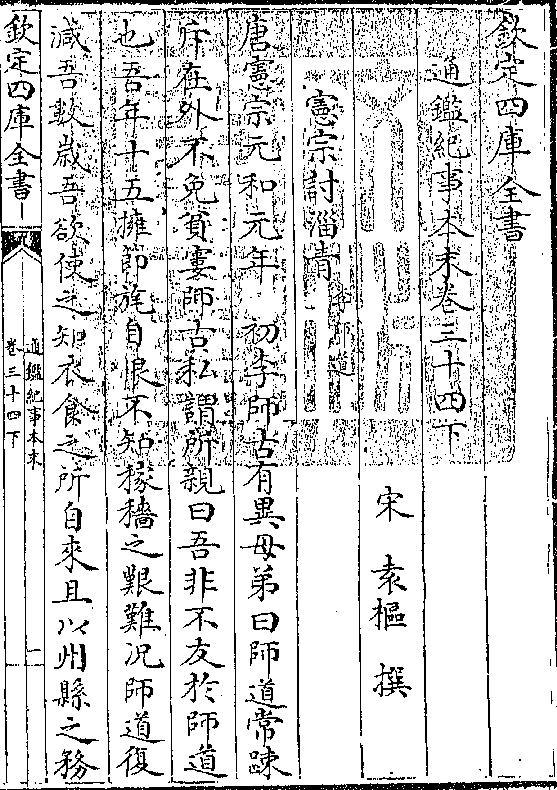 欽定四庫全書
通鑑紀事本末卷三十四下
宋 袁樞 撰
憲宗討淄青 李師道
唐憲宗元和元年 初李師古有異母弟曰師道常疎
斥在外不免貧窶師古私謂所親曰吾非不友於師道
也吾年十五擁節旄自恨不知稼穡之艱難况師道復
減吾數歳吾欲使之知衣食之所自來且以州縣之務
欽定四庫全書
通鑑紀事本末
卷三十四下
一